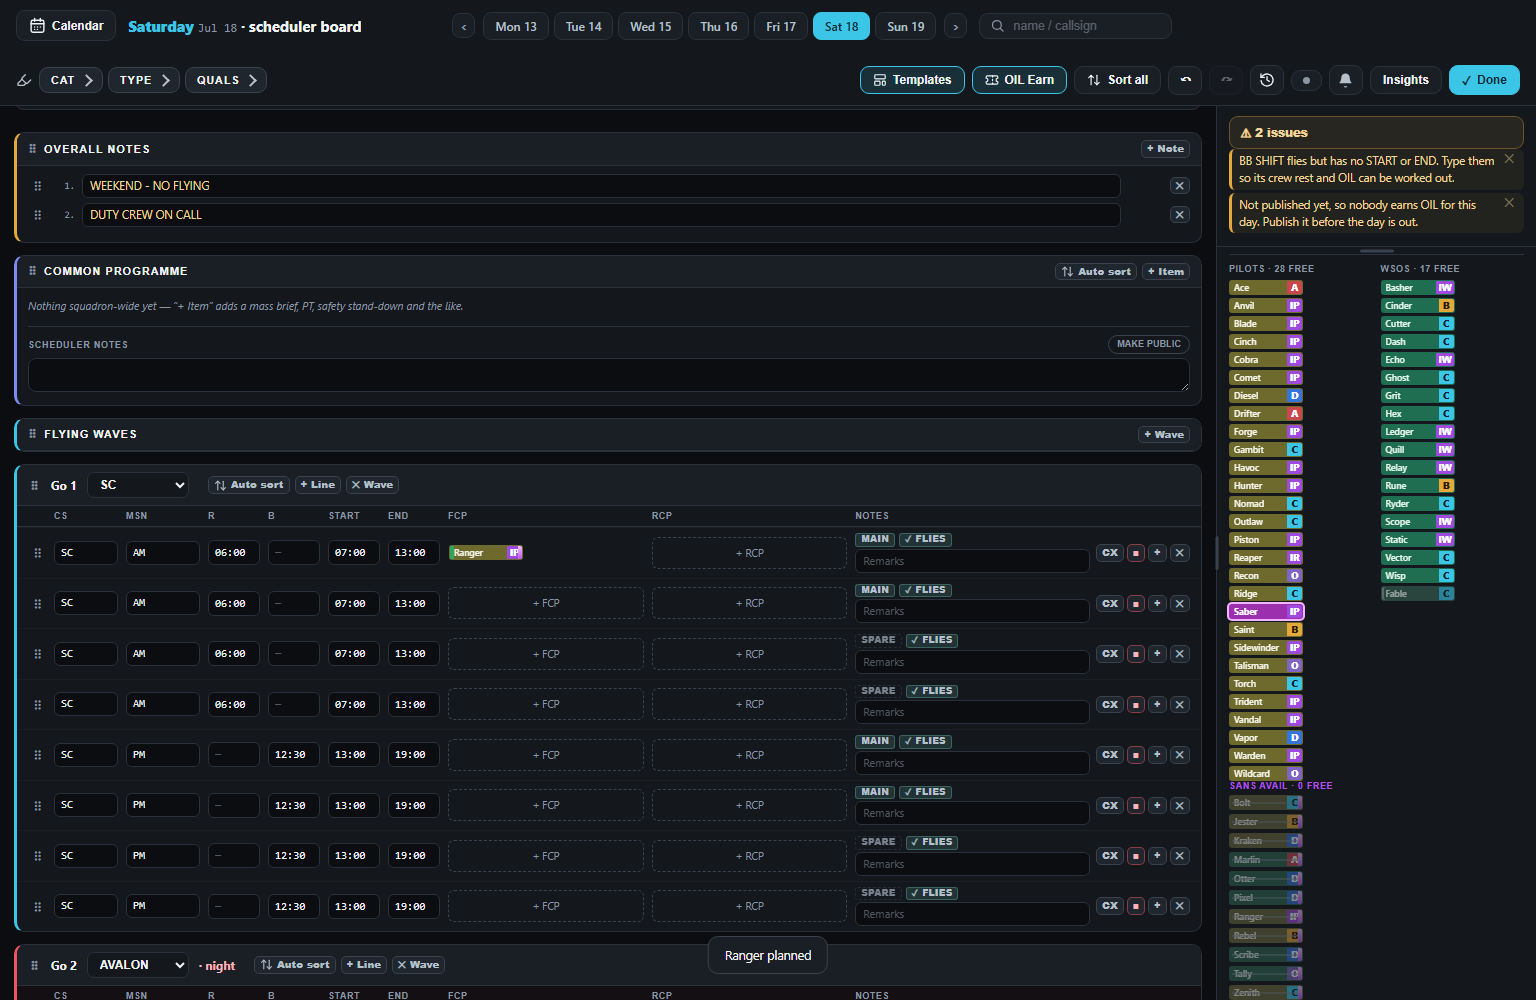 Calendar
Saturday Jul 18 · scheduler board
‹ Mon 13 Tue 14 Wed 15 Thu 16 Fri 17 Sat 18 Sun 19 ›
name / callsign
CAT TYPE QUALS
Templates OIL Earn Sort all Insights ✓ Done
OVERALL NOTES
+ Note
1. WEEKEND - NO FLYING ✕
2. DUTY CREW ON CALL ✕
COMMON PROGRAMME
Auto sort + Item
Nothing squadron-wide yet — "+ Item" adds a mass brief, PT, safety stand-down and the like.
SCHEDULER NOTES
MAKE PUBLIC
FLYING WAVES
+ Wave
Go 1 SC Auto sort + Line ✕ Wave
CS MSN R B START END FCP RCP NOTES
MAIN ✓ FLIES
SC AM 06:00 – 07:00 13:00 Ranger IP + RCP Remarks CX ■ + ✕
MAIN ✓ FLIES
SC AM 06:00 – 07:00 13:00 + FCP + RCP Remarks CX ■ + ✕
SPARE ✓ FLIES
SC AM 06:00 – 07:00 13:00 + FCP + RCP Remarks CX ■ + ✕
SPARE ✓ FLIES
SC AM 06:00 – 07:00 13:00 + FCP + RCP Remarks CX ■ + ✕
MAIN ✓ FLIES
SC PM – 12:30 13:00 19:00 + FCP + RCP Remarks CX ■ + ✕
MAIN ✓ FLIES
SC PM – 12:30 13:00 19:00 + FCP + RCP Remarks CX ■ + ✕
SPARE ✓ FLIES
SC PM – 12:30 13:00 19:00 + FCP + RCP Remarks CX ■ + ✕
SPARE ✓ FLIES
SC PM – 12:30 13:00 19:00 + FCP + RCP Remarks CX ■ + ✕
Go 2 AVALON · night Auto sort + Line ✕ Wave
CS MSN R B START END FCP RCP NOTES
Ranger planned
⚠ 2 issues
BB SHIFT flies but has no START or END. Type them
so its crew rest and OIL can be worked out.
Not published yet, so nobody earns OIL for this
day. Publish it before the day is out.
PILOTS · 28 FREE
Ace A
Anvil IP
Blade IP
Cinch IP
Cobra IP
Comet IP
Diesel D
Drifter A
Forge IP
Gambit C
Havoc IP
Hunter IP
Nomad C
Outlaw C
Piston IP
Reaper IR
Recon O
Ridge C
Saber IP
Saint B
Sidewinder IP
Talisman O
Torch C
Trident IP
Vandal IP
Vapor D
Warden IP
Wildcard O
WSOS · 17 FREE
Basher IW
Cinder B
Cutter C
Dash C
Echo IW
Ghost C
Grit C
Hex C
Ledger IW
Quill IW
Relay IW
Rune B
Ryder C
Scope IW
Static IW
Vector C
Wisp C
Fable C
SANS AVAIL · 0 FREE
Bolt C
Jester B
Kraken D
Marlin A
Otter D
Pixel D
Ranger IP
Rebel B
Scribe D
Tally O
Zenith C